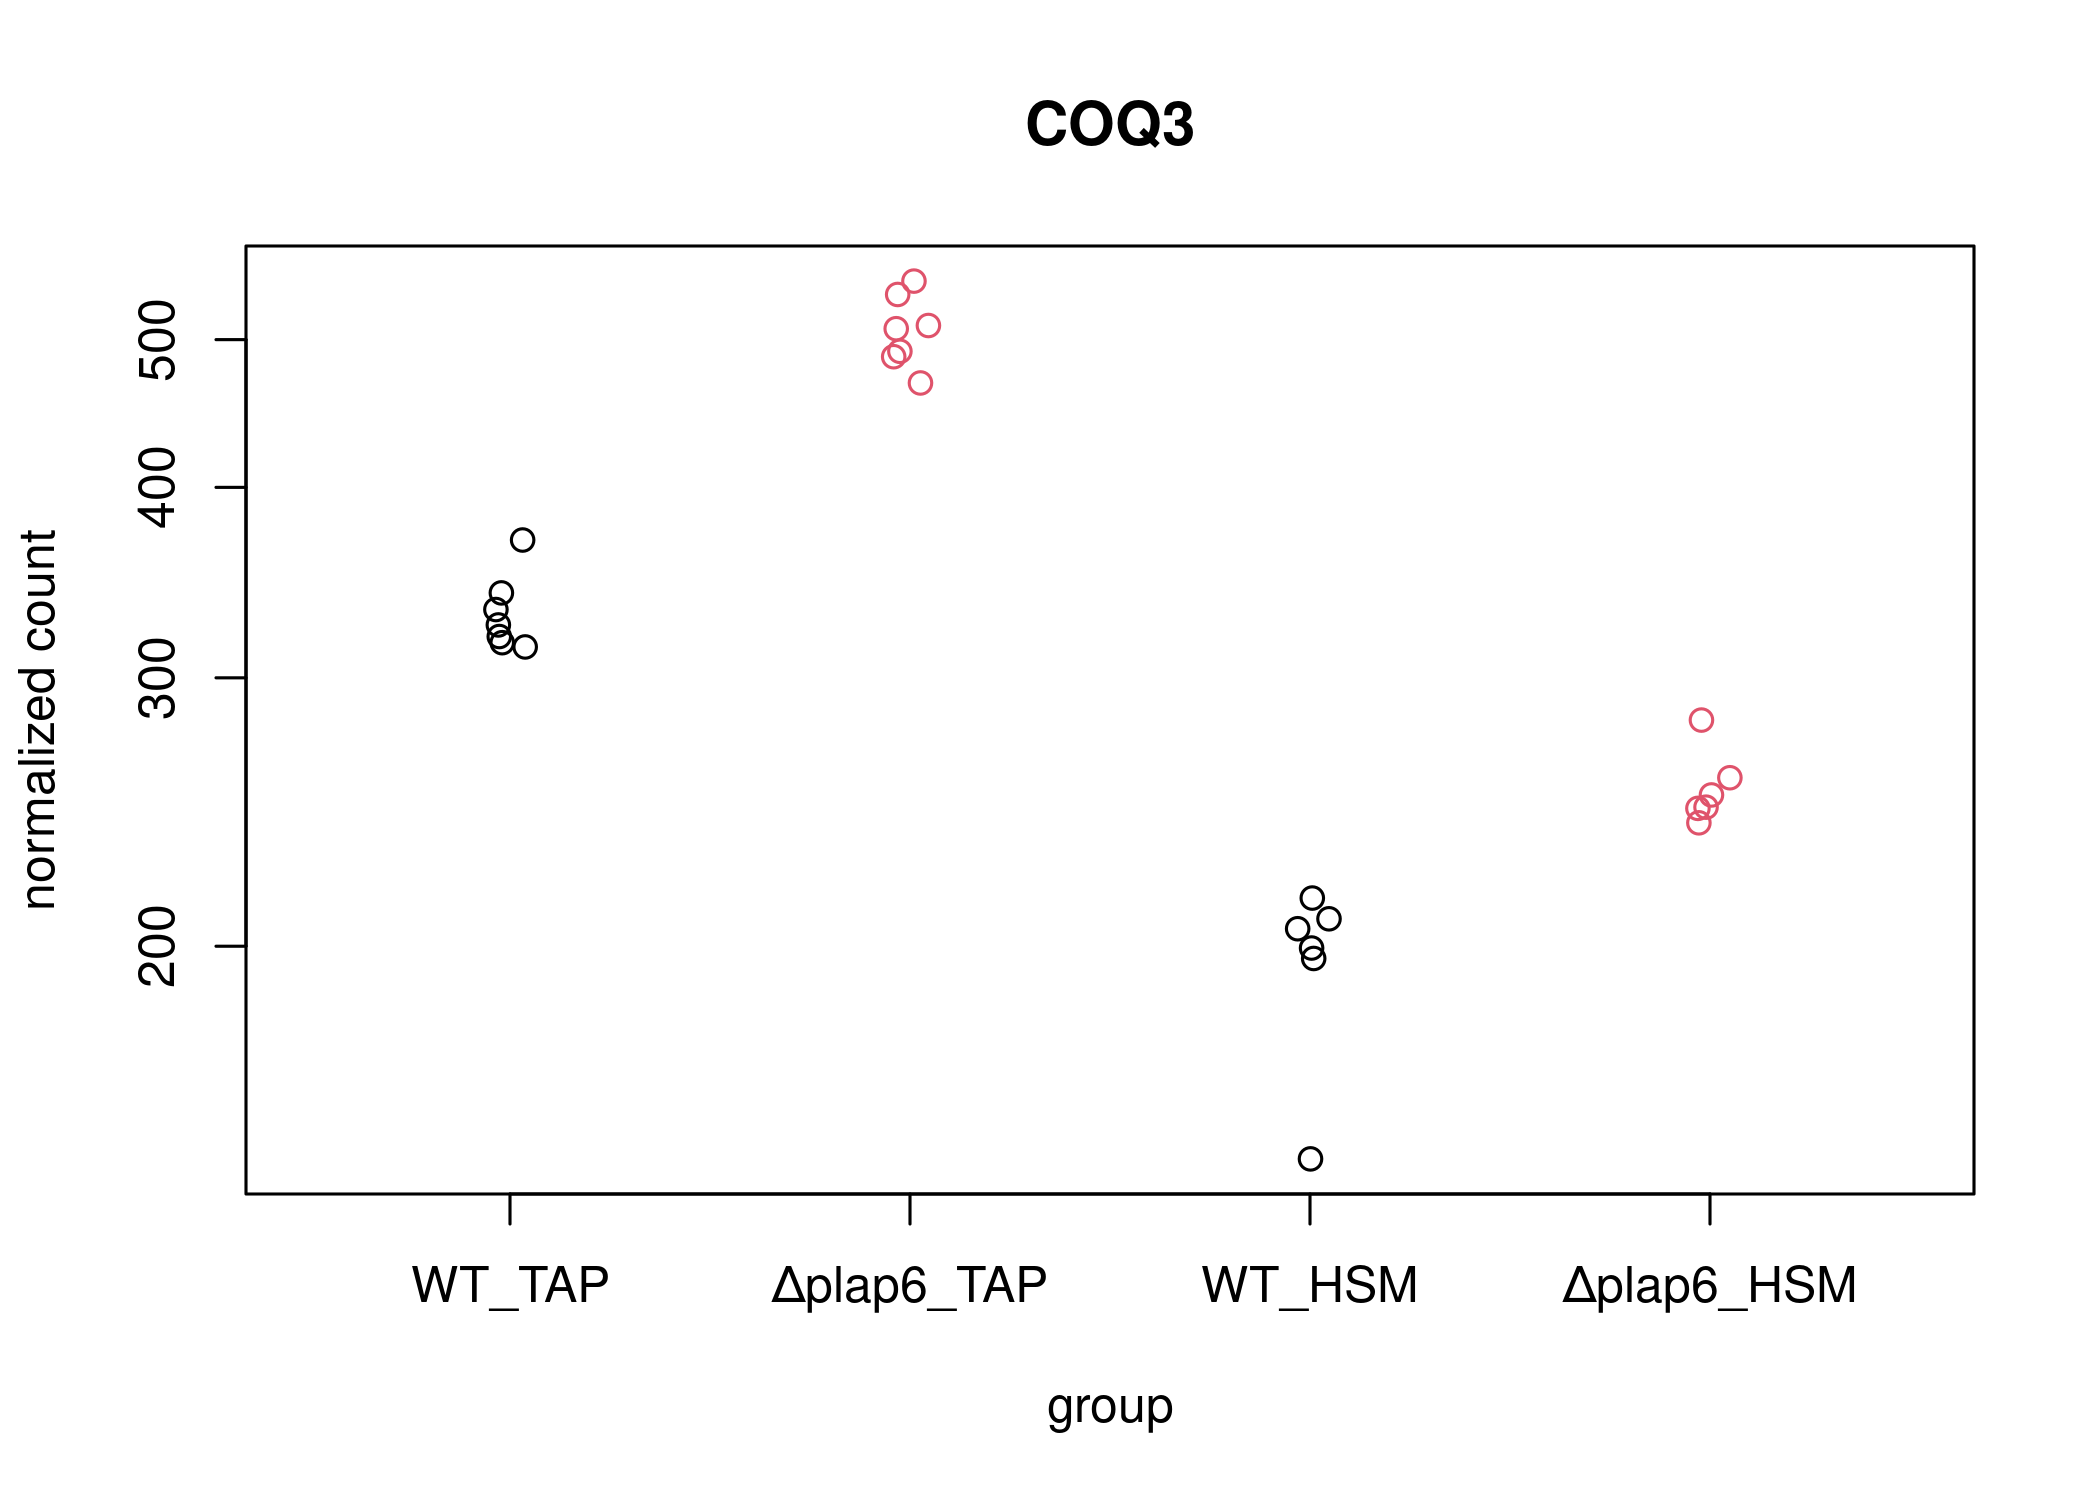 COQ3
normalized count
500
400
300
200
WT_TAP Δplap6_TAP WT_HSM Δplap6_HSM
group